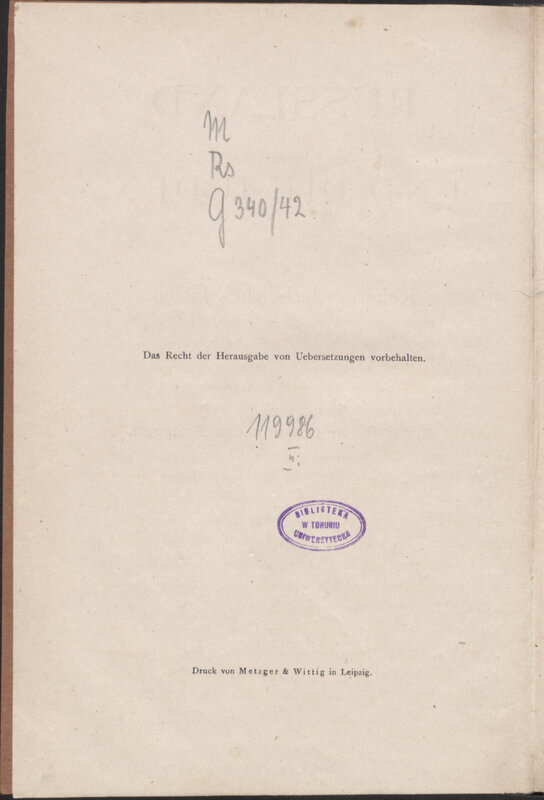 M
Rs
G 340/42
Das Recht der Herausgabe von Uebersetzungen vorbehalten.
119986
II
BIBLIOTEKA
W TORUNIU
UNIWERSYTECKA
Druck von Metzger & Wittig in Leipzig.